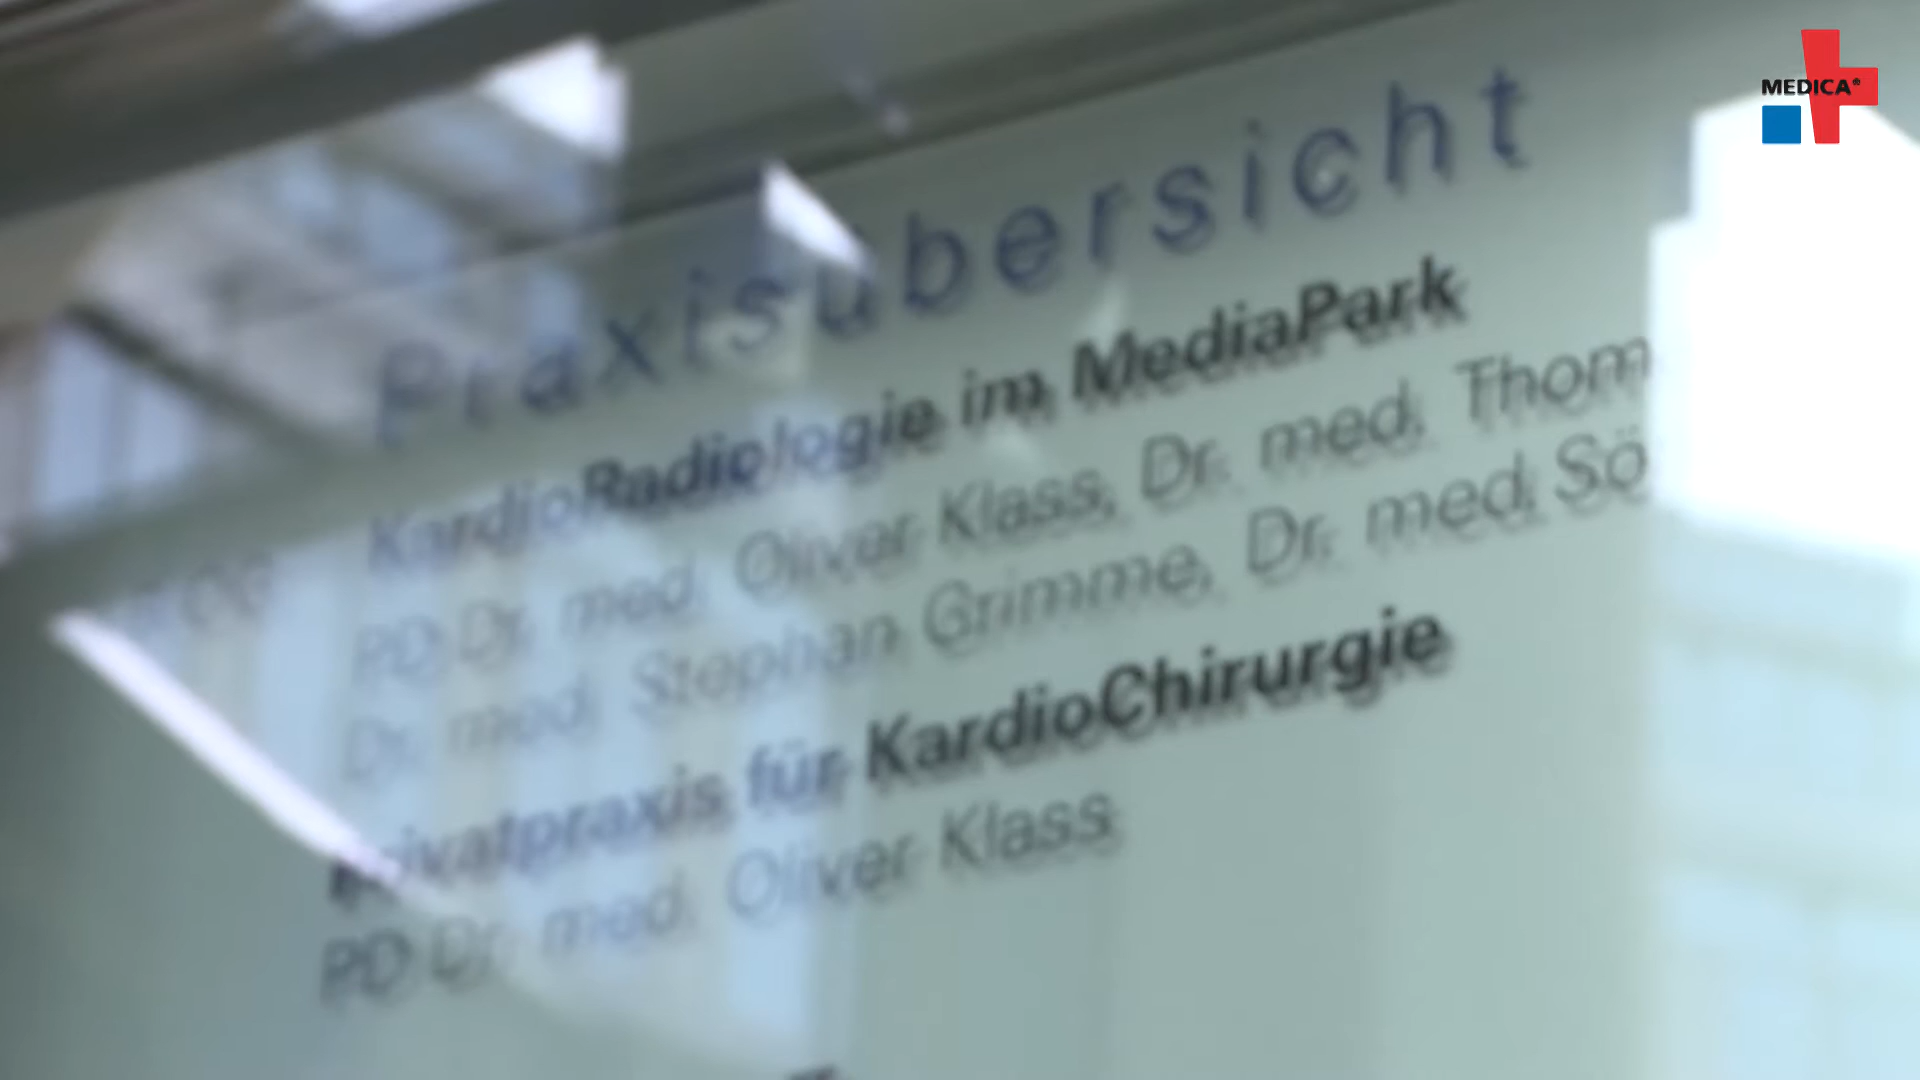 MEDICA®
Praxisübersicht
KardioRadiologie im MediaPark
PD Dr. med. Oliver Klass, Dr. med. Thom
Dr. med. Stephan Grimme, Dr. med. Sö
Privatpraxis für KardioChirurgie
PD Dr. med. Oliver Klass